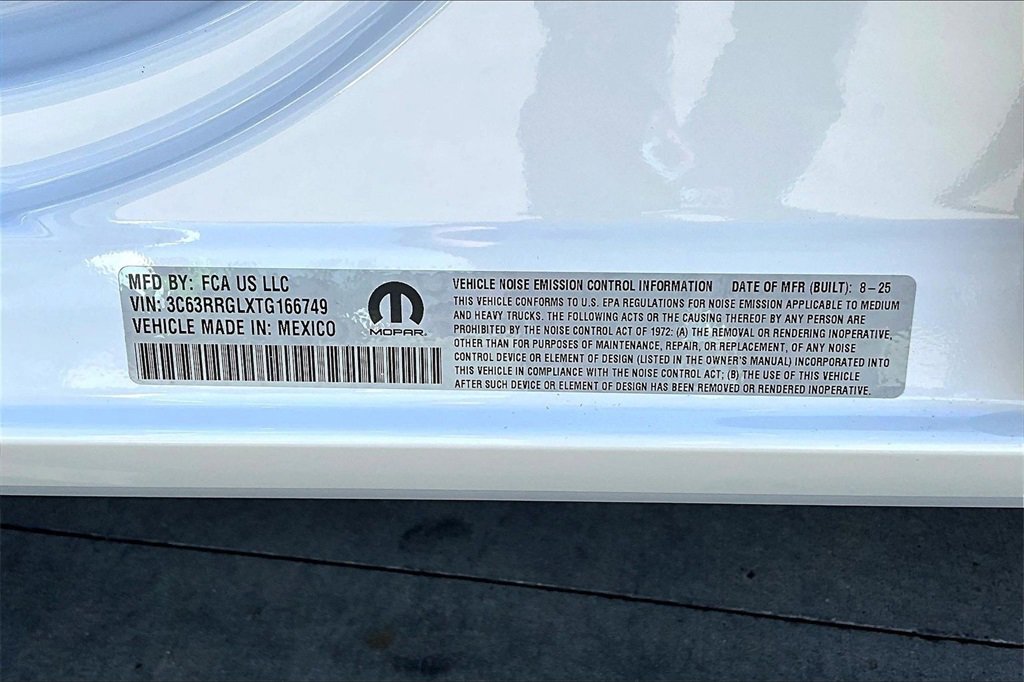 MFD BY: FCA US LLC
VIN: 3C63RRGLXTG166749
VEHICLE MADE IN: MEXICO
MOPAR
VEHICLE NOISE EMISSION CONTROL INFORMATION DATE OF MFR (BUILT): 8-25
THIS VEHICLE CONFORMS TO U.S. EPA REGULATIONS FOR NOISE EMISSION APPLICABLE TO MEDIUM
AND HEAVY TRUCKS. THE FOLLOWING ACTS OR THE CAUSING THEREOF BY ANY PERSON ARE
PROHIBITED BY THE NOISE CONTROL ACT OF 1972: (A) THE REMOVAL OR RENDERING INOPERATIVE,
OTHER THAN FOR PURPOSES OF MAINTENANCE, REPAIR, OR REPLACEMENT, OF ANY NOISE
CONTROL DEVICE OR ELEMENT OF DESIGN (LISTED IN THE OWNER'S MANUAL) INCORPORATED INTO
THIS VEHICLE IN COMPLIANCE WITH THE NOISE CONTROL ACT; (B) THE USE OF THIS VEHICLE
AFTER SUCH DEVICE OR ELEMENT OF DESIGN HAS BEEN REMOVED OR RENDERED INOPERATIVE.